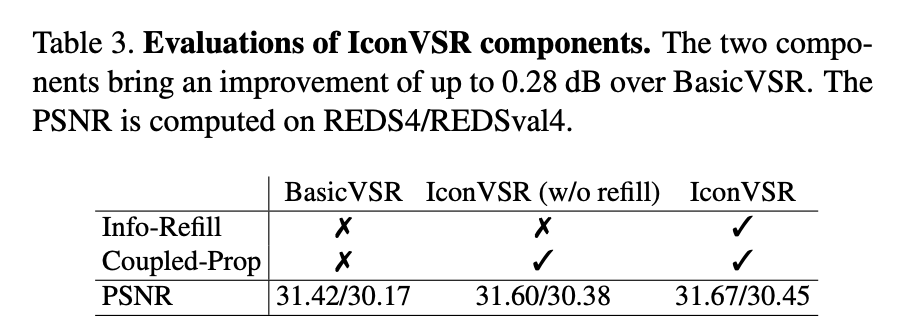 Table 3. Evaluations of IconVSR components. The two compo-
nents bring an improvement of up to 0.28 dB over BasicVSR. The
PSNR is computed on REDS4/REDSval4.
BasicVSR IconVSR (w/o refill) IconVSR
Info-Refill ✗ ✗ ✓
Coupled-Prop ✗ ✓ ✓
PSNR 31.42/30.17 31.60/30.38 31.67/30.45